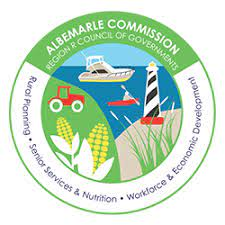 ALBEMARLE COMMISSION
REGION R COUNCIL OF GOVERNMENTS
Rural Planning • Senior Services & Nutrition • Workforce & Economic Development